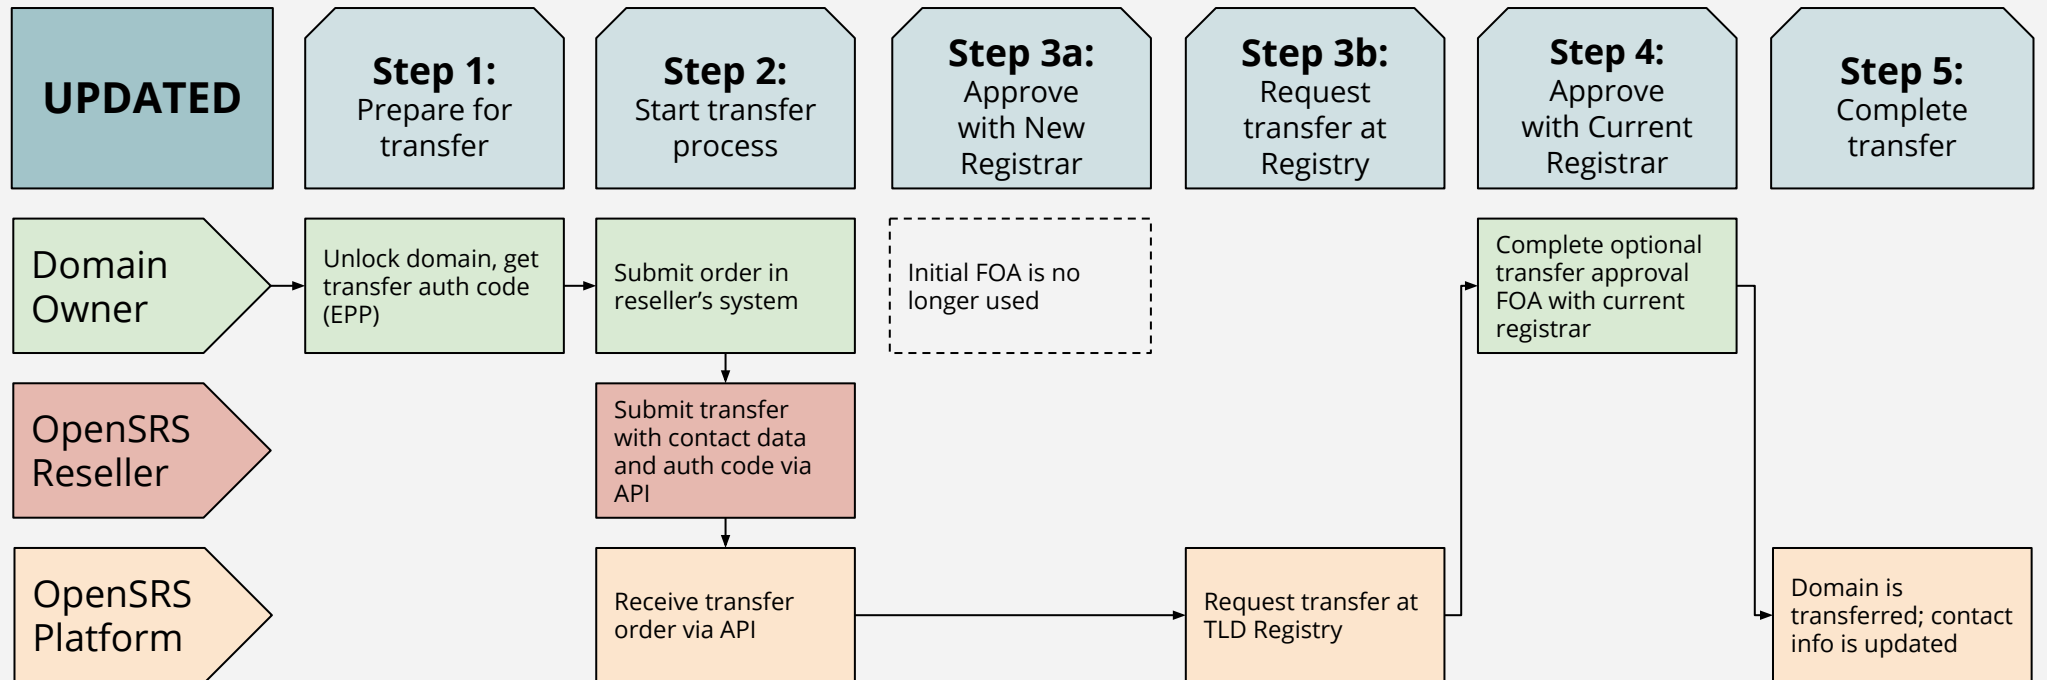 UPDATED
Step 1:
Prepare for
transfer
Step 2:
Start transfer
process
Step 3a:
Approve
with New
Registrar
Step 3b:
Request
transfer at
Registry
Step 4:
Approve
with Current
Registrar
Step 5:
Complete
transfer
Domain
Owner
Unlock domain, get
transfer auth code
(EPP)
Submit order in
reseller’s system
Initial FOA is no
longer used
Complete optional
transfer approval
FOA with current
registrar
OpenSRS
Reseller
Submit transfer
with contact data
and auth code via
API
OpenSRS
Platform
Receive transfer
order via API
Request transfer at
TLD Registry
Domain is
transferred; contact
info is updated